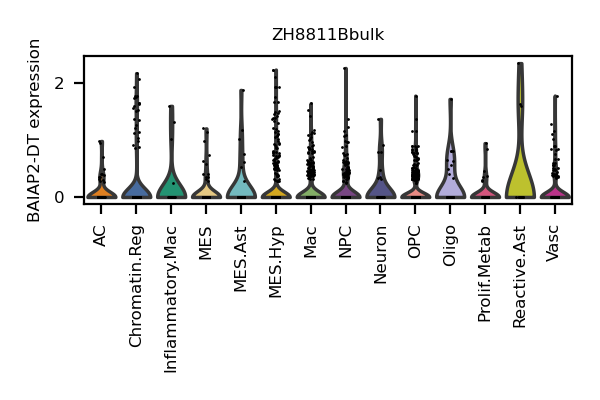 ZH8811Bbulk
BAIAP2-DT expression
2
0
AC
Chromatin.Reg
Inflammatory.Mac
MES
MES.Ast
MES.Hyp
Mac
NPC
Neuron
OPC
Oligo
Prolif.Metab
Reactive.Ast
Vasc